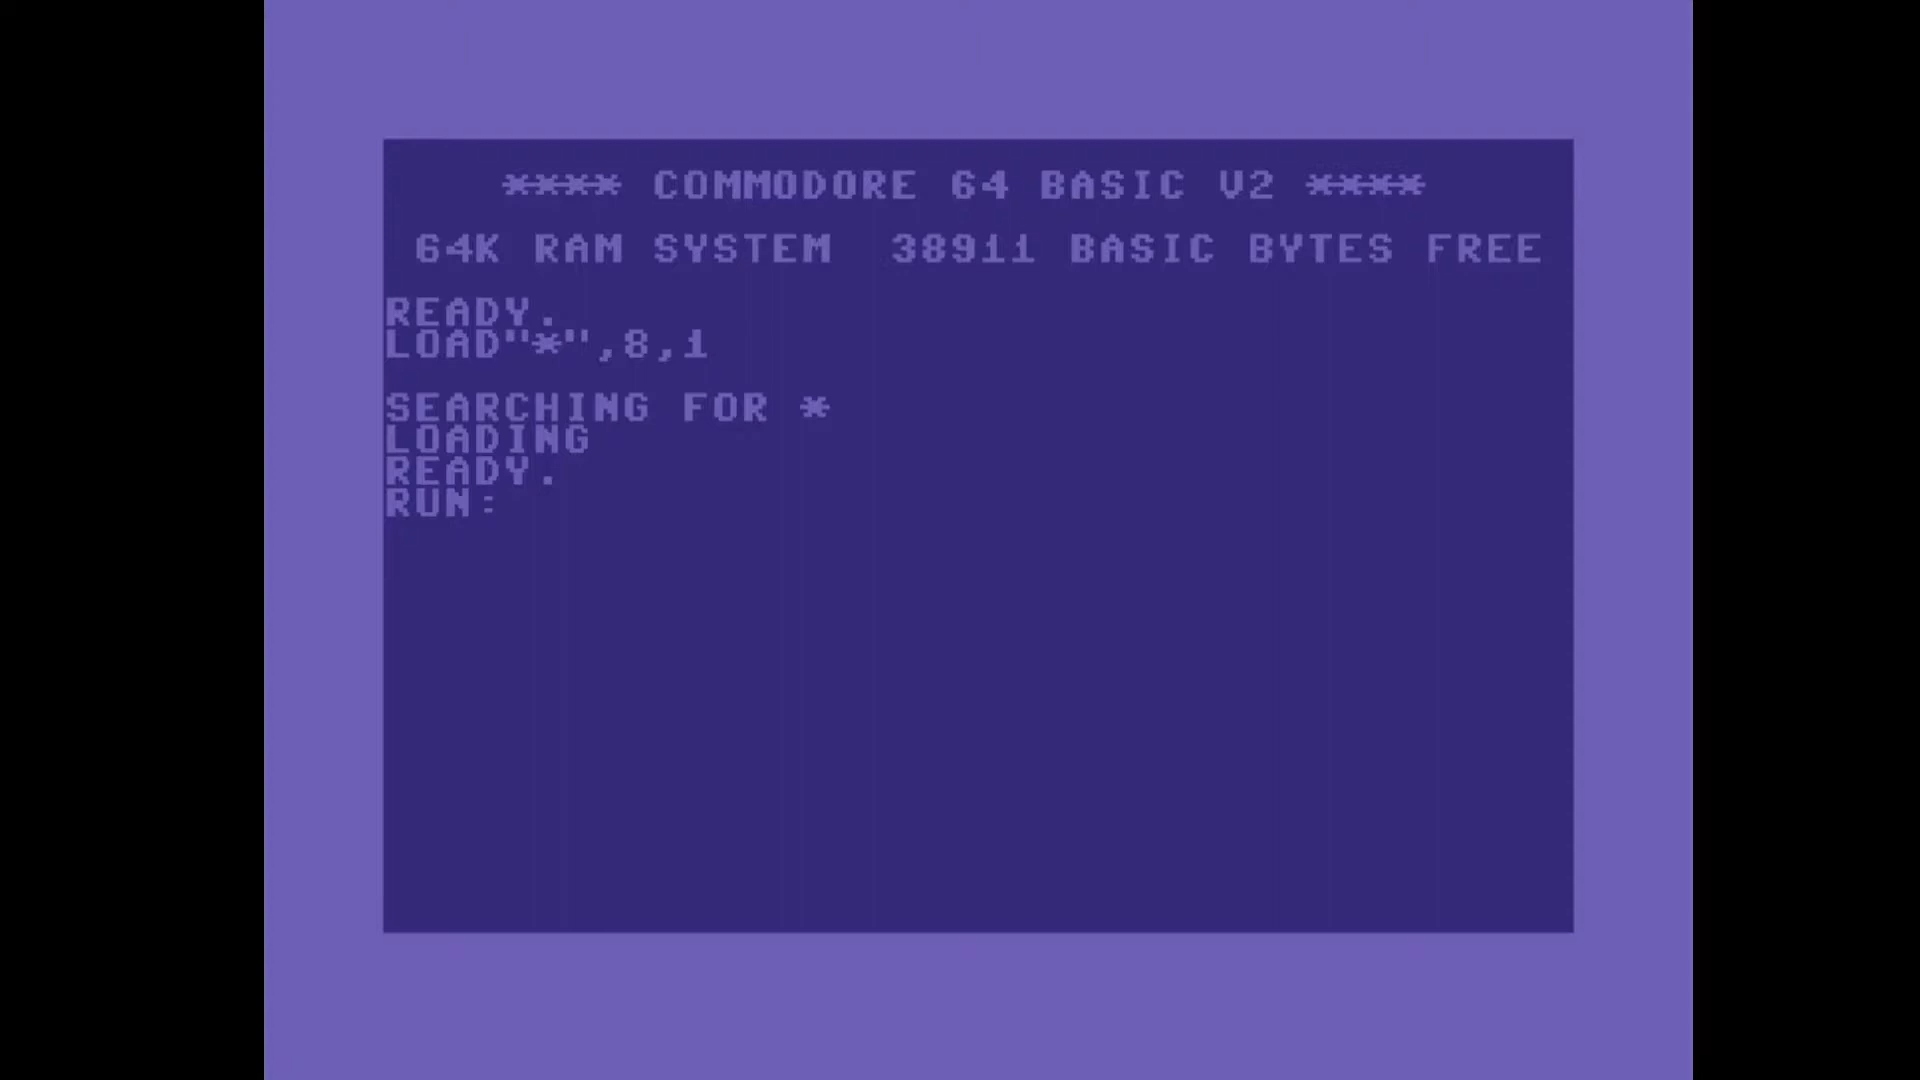 **** COMMODORE 64 BASIC V2 ****
64K RAM SYSTEM  38911 BASIC BYTES FREE
READY.
LOAD"*",8,1
SEARCHING FOR *
LOADING
READY.
RUN: